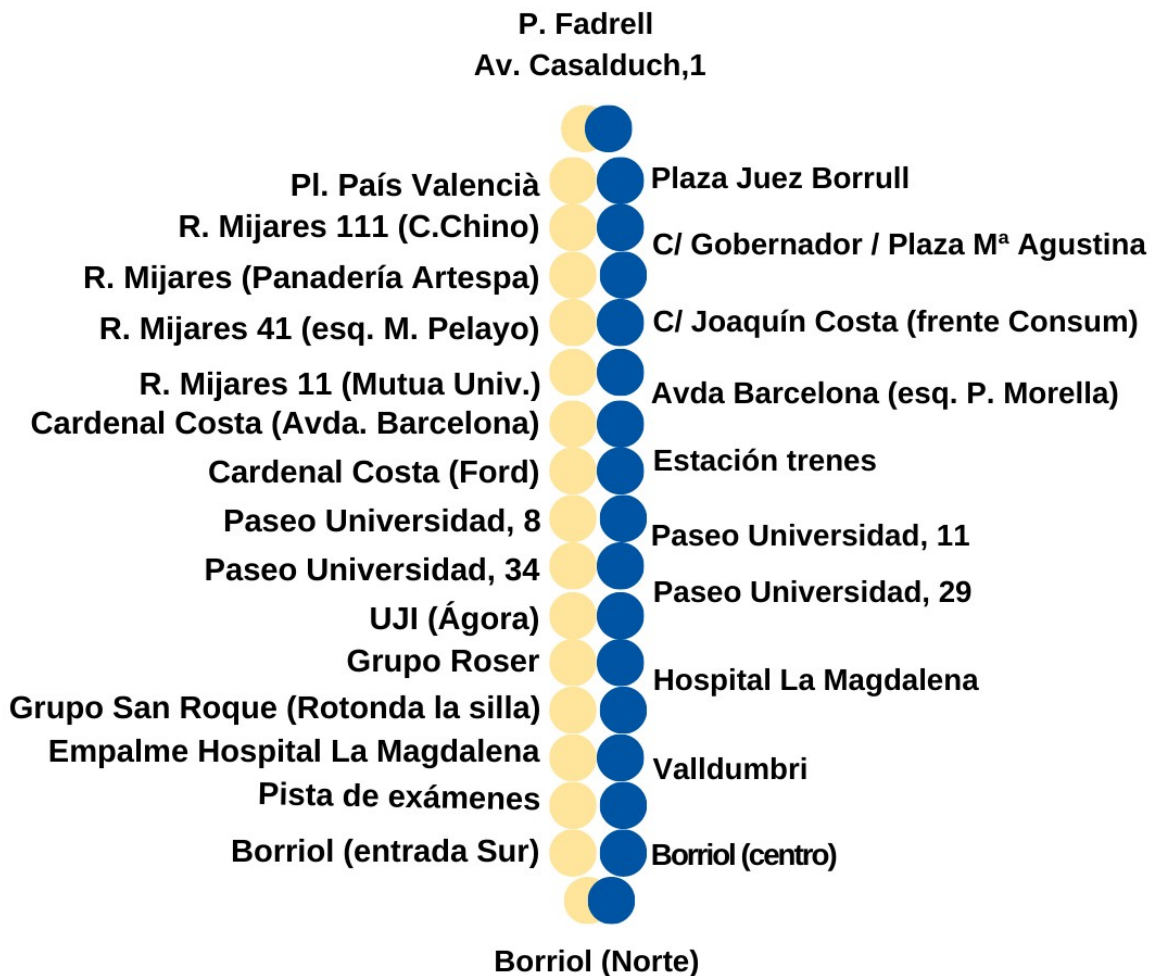 P. Fadrell
Av. Casalduch,1
Pl. País Valencià
R. Mijares 111 (C.Chino)
R. Mijares (Panadería Artespa)
R. Mijares 41 (esq. M. Pelayo)
R. Mijares 11 (Mutua Univ.)
Cardenal Costa (Avda. Barcelona)
Cardenal Costa (Ford)
Paseo Universidad, 8
Paseo Universidad, 34
UJI (Ágora)
Grupo Roser
Grupo San Roque (Rotonda la silla)
Empalme Hospital La Magdalena
Pista de exámenes
Borriol (entrada Sur)
Plaza Juez Borrull
C/ Gobernador / Plaza Mª Agustina
C/ Joaquín Costa (frente Consum)
Avda Barcelona (esq. P. Morella)
Estación trenes
Paseo Universidad, 11
Paseo Universidad, 29
Hospital La Magdalena
Valldumbri
Borriol (centro)
Borriol (Norte)